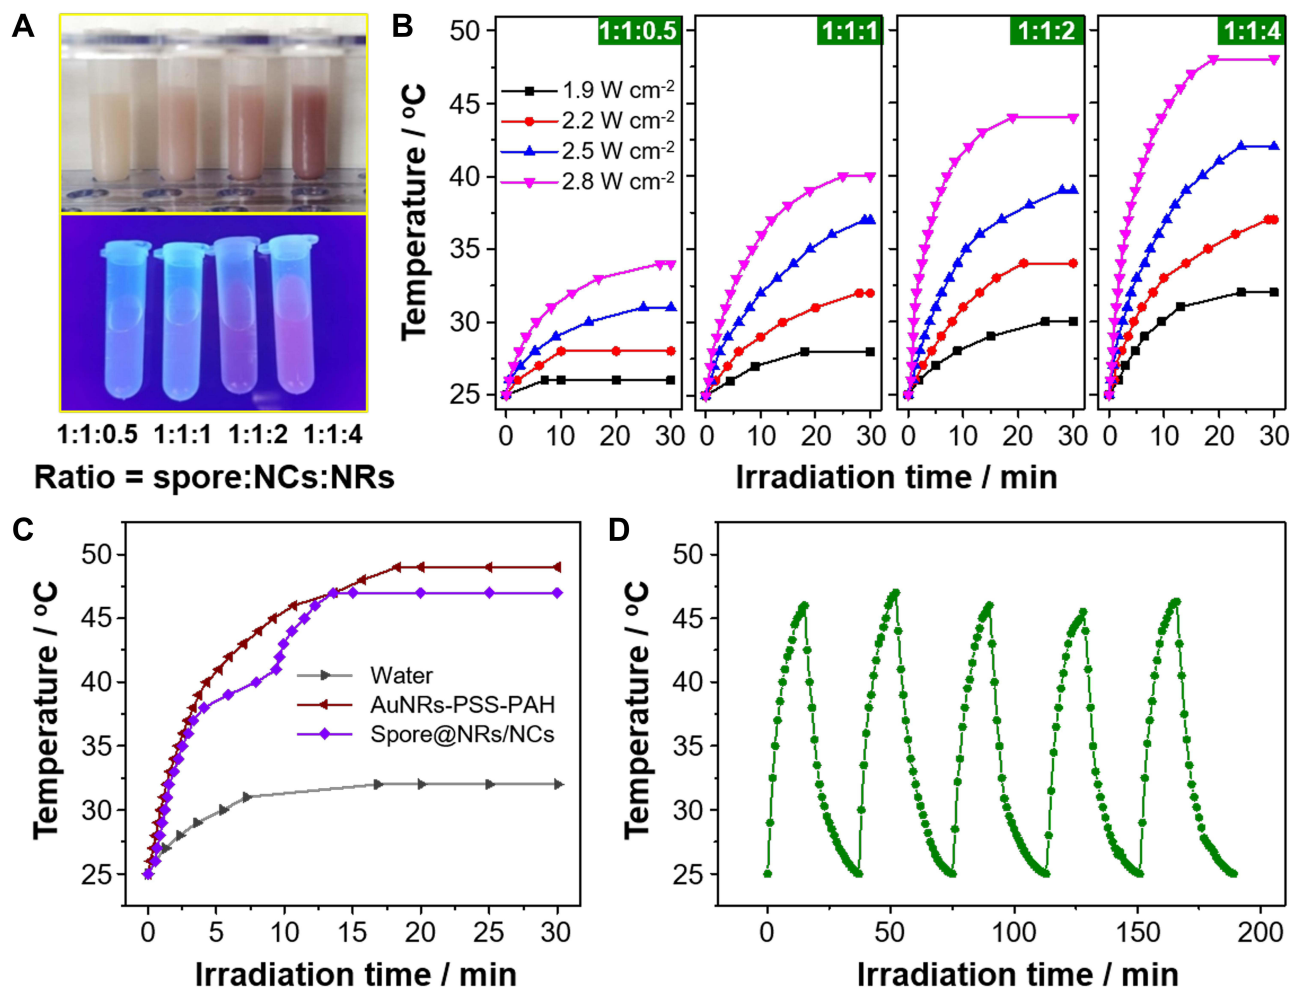 A
1:1:0.5 1:1:1 1:1:2 1:1:4
Ratio = spore:NCs:NRs
B
Temperature / ºC
50
45
40
35
30
25
1:1:0.5
1:1:1
1:1:2
1:1:4
1.9 W cm-2
2.2 W cm-2
2.5 W cm-2
2.8 W cm-2
0 10 20 30
0 10 20 30
0 10 20 30
0 10 20 30
Irradiation time / min
C
Temperature / ºC
50
45
40
35
30
25
Water
AuNRs-PSS-PAH
Spore@NRs/NCs
0 5 10 15 20 25 30
Irradiation time / min
D
Temperature / ºC
50
45
40
35
30
25
0 50 100 150 200
Irradiation time / min